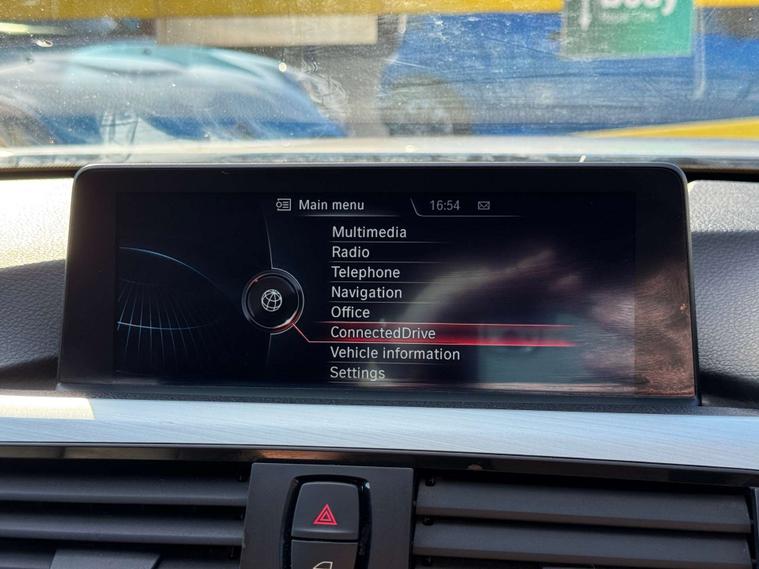 Main menu 16:54
Multimedia
Radio
Telephone
Navigation
Office
ConnectedDrive
Vehicle information
Settings